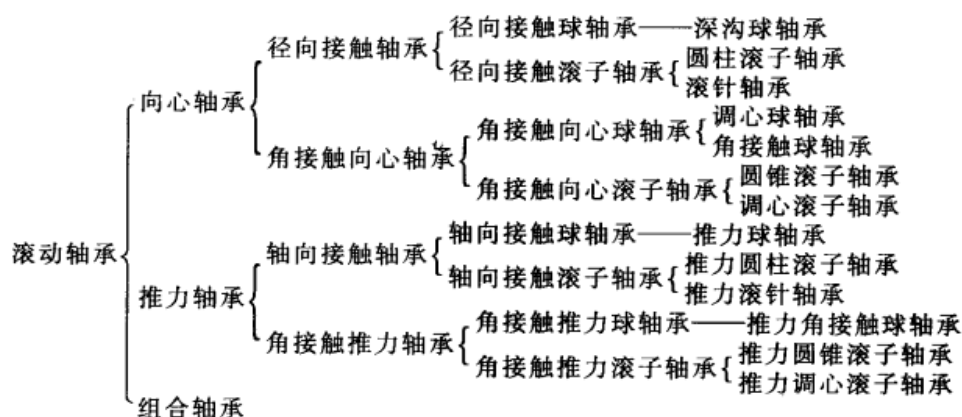 径向接触球轴承——深沟球轴承
径向接触轴承
圆柱滚子轴承
径向接触滚子轴承
滚针轴承
向心轴承
调心球轴承
角接触向心球轴承
角接触球轴承
角接触向心轴承
圆锥滚子轴承
角接触向心滚子轴承
调心滚子轴承
滚动轴承
轴向接触球轴承——推力球轴承
轴向接触轴承
推力圆柱滚子轴承
轴向接触滚子轴承
推力滚针轴承
推力轴承
角接触推力球轴承——推力角接触球轴承
角接触推力轴承
推力圆锥滚子轴承
角接触推力滚子轴承
推力调心滚子轴承
组合轴承